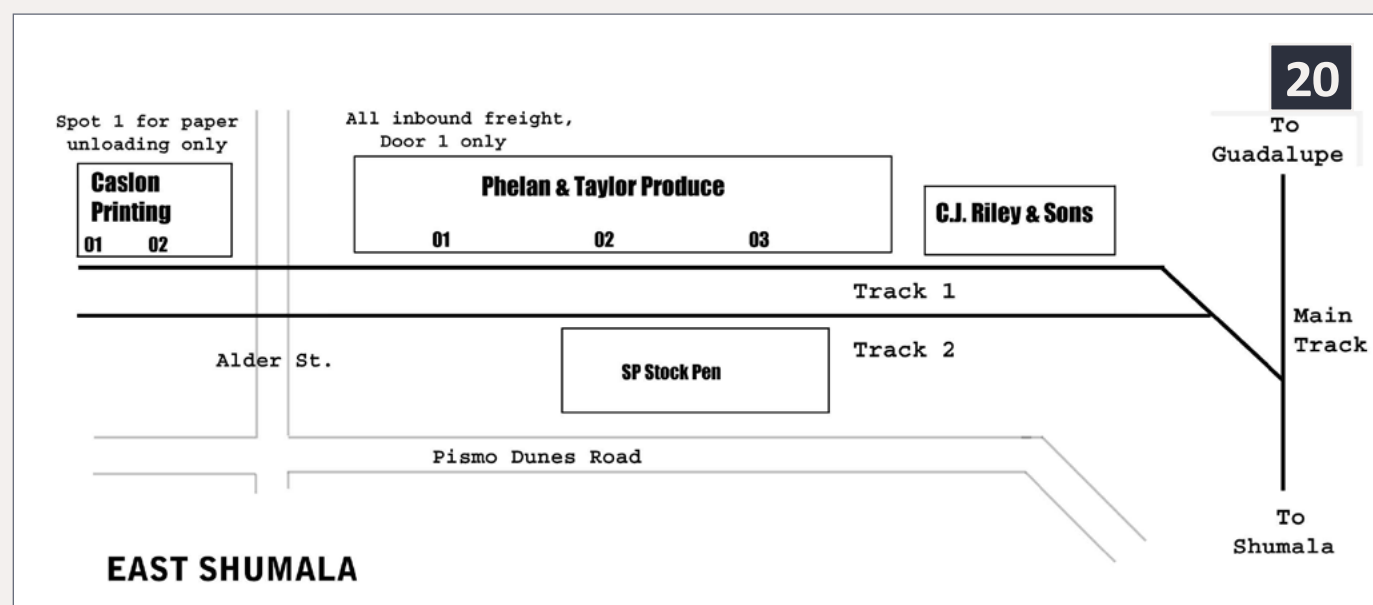 20
Spot 1 for paper
unloading only
All inbound freight,
Door 1 only
To
Guadalupe
Caslon
Printing
01 02
Phelan & Taylor Produce
01 02 03
C.J. Riley & Sons
Track 1
Main
Track
Alder St.
SP Stock Pen
Track 2
Pismo Dunes Road
To
Shumala
EAST SHUMALA